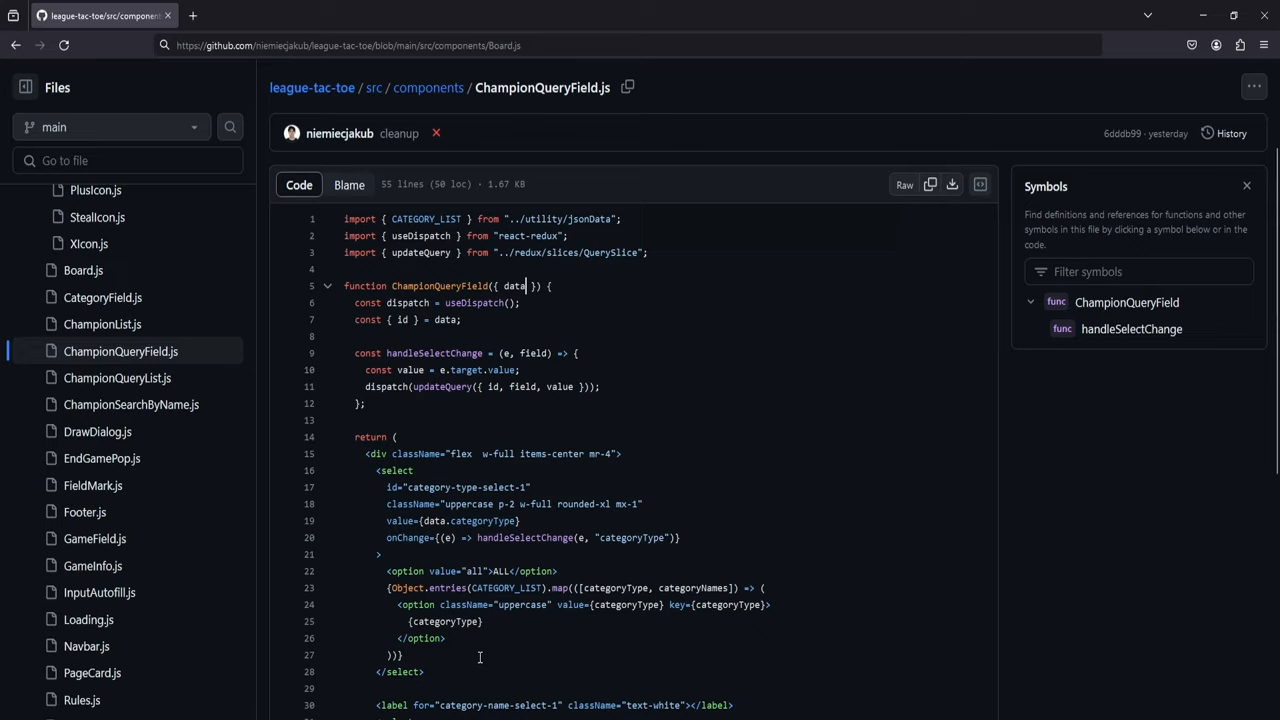 league-tac-toe/src/component
https://github.com/niemiecjakub/league-tac-toe/blob/main/src/components/Board.js
Files
main
Go to file
PlusIcon.js
StealIcon.js
XIcon.js
Board.js
CategoryField.js
ChampionList.js
ChampionQueryField.js
ChampionQueryList.js
ChampionSearchByName.js
DrawDialog.js
EndGamePop.js
FieldMark.js
Footer.js
GameField.js
GameInfo.js
InputAutofill.js
Loading.js
Navbar.js
PageCard.js
Rules.js
league-tac-toe / src / components / ChampionQueryField.js
niemiecjakub cleanup
6dddb99 · yesterday
History
Code Blame 55 lines (50 loc) · 1.67 KB
Raw
1 import { CATEGORY_LIST } from "../utility/jsonData";
2 import { useDispatch } from "react-redux";
3 import { updateQuery } from "../redux/slices/QuerySlice";
4
5 function ChampionQueryField({ data }) {
6 const dispatch = useDispatch();
7 const { id } = data;
8
9 const handleSelectChange = (e, field) => {
10 const value = e.target.value;
11 dispatch(updateQuery({ id, field, value }));
12 };
13
14 return (
15 <div className="flex  w-full items-center mr-4">
16 <select
17 id="category-type-select-1"
18 className="uppercase p-2 w-full rounded-xl mx-1"
19 value={data.categoryType}
20 onChange={(e) => handleSelectChange(e, "categoryType")}
21 >
22 <option value="all">ALL</option>
23 {Object.entries(CATEGORY_LIST).map(([categoryType, categoryNames]) => (
24 <option className="uppercase" value={categoryType} key={categoryType}>
25 {categoryType}
26 </option>
27 ))}
28 </select>
29
30 <label for="category-name-select-1" className="text-white"></label>
Symbols
Find definitions and references for functions and other
symbols in this file by clicking a symbol below or in the
code.
Filter symbols
func ChampionQueryField
func handleSelectChange